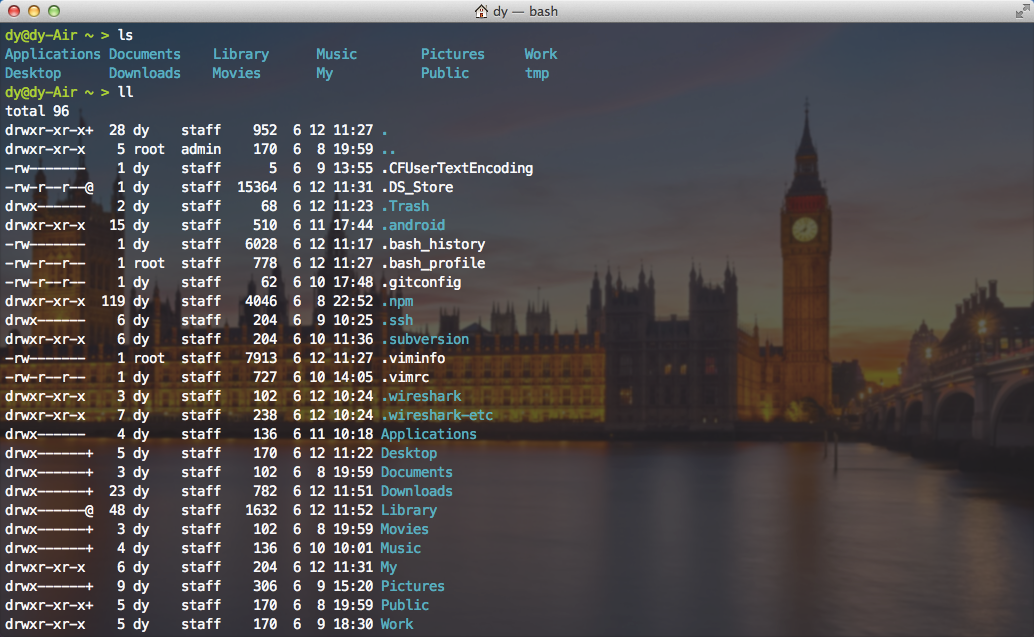 dy — bash
dy@dy-Air ~ > ls
Applications Documents    Library      Music        Pictures     Work
Desktop      Downloads    Movies       My           Public       tmp
dy@dy-Air ~ > ll
total 96
drwxr-xr-x+  28 dy    staff    952  6 12 11:27 .
drwxr-xr-x    5 root  admin    170  6  8 19:59 ..
-rw-------    1 dy    staff      5  6  9 13:55 .CFUserTextEncoding
-rw-r--r--@   1 dy    staff  15364  6 12 11:31 .DS_Store
drwx------    2 dy    staff     68  6 12 11:23 .Trash
drwxr-xr-x   15 dy    staff    510  6 11 17:44 .android
-rw-------    1 dy    staff   6028  6 12 11:17 .bash_history
-rw-r--r--    1 root  staff    778  6 12 11:27 .bash_profile
-rw-r--r--    1 dy    staff     62  6 10 17:48 .gitconfig
drwxr-xr-x  119 dy    staff   4046  6  8 22:52 .npm
drwx------    6 dy    staff    204  6  9 10:25 .ssh
drwxr-xr-x    6 dy    staff    204  6 10 11:36 .subversion
-rw-------    1 root  staff   7913  6 12 11:27 .viminfo
-rw-r--r--    1 dy    staff    727  6 10 14:05 .vimrc
drwxr-xr-x    3 dy    staff    102  6 12 10:24 .wireshark
drwxr-xr-x    7 dy    staff    238  6 12 10:24 .wireshark-etc
drwx------    4 dy    staff    136  6 11 10:18 Applications
drwx------+   5 dy    staff    170  6 12 11:22 Desktop
drwx------+   3 dy    staff    102  6  8 19:59 Documents
drwx------+  23 dy    staff    782  6 12 11:51 Downloads
drwx------@  48 dy    staff   1632  6 12 11:52 Library
drwx------+   3 dy    staff    102  6  8 19:59 Movies
drwx------+   4 dy    staff    136  6 10 10:01 Music
drwxr-xr-x    6 dy    staff    204  6 12 11:31 My
drwx------+   9 dy    staff    306  6  9 15:20 Pictures
drwxr-xr-x+   5 dy    staff    170  6  8 19:59 Public
drwxr-xr-x    5 dy    staff    170  6  9 18:30 Work